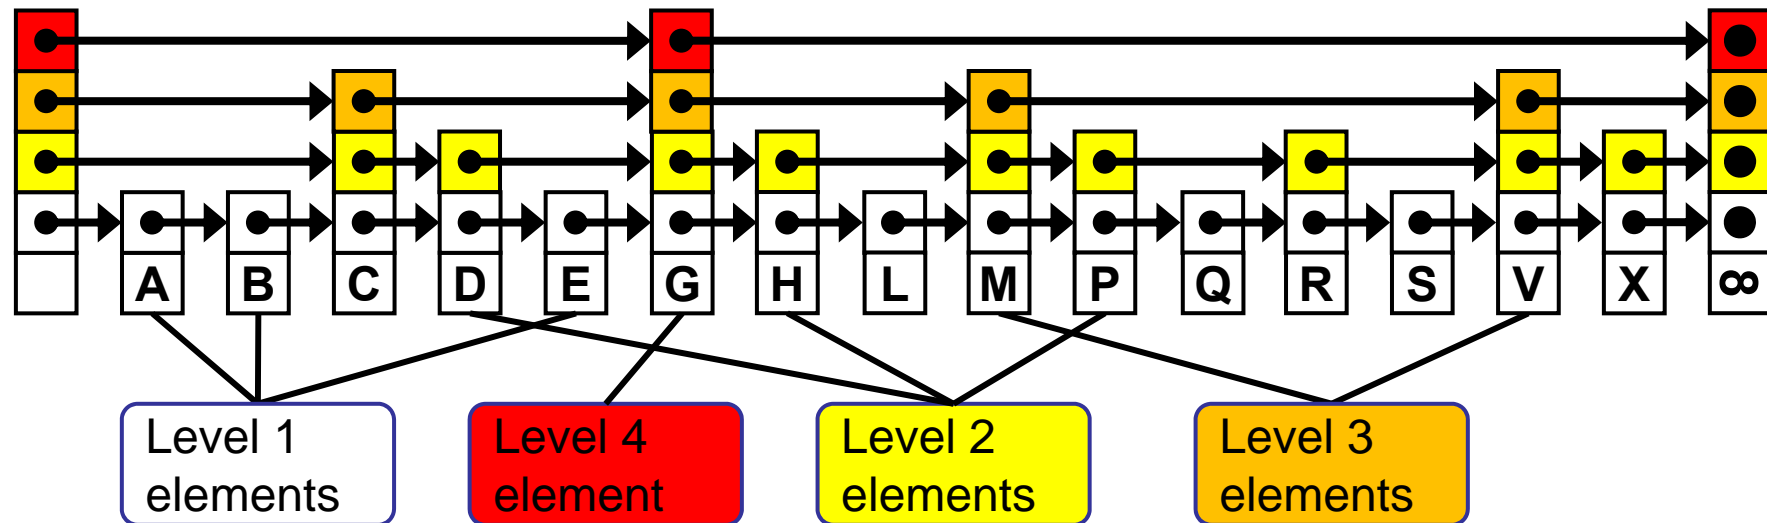 A B C D E G H L M P Q R S V X ∞
Level 1
elements
Level 4
element
Level 2
elements
Level 3
elements